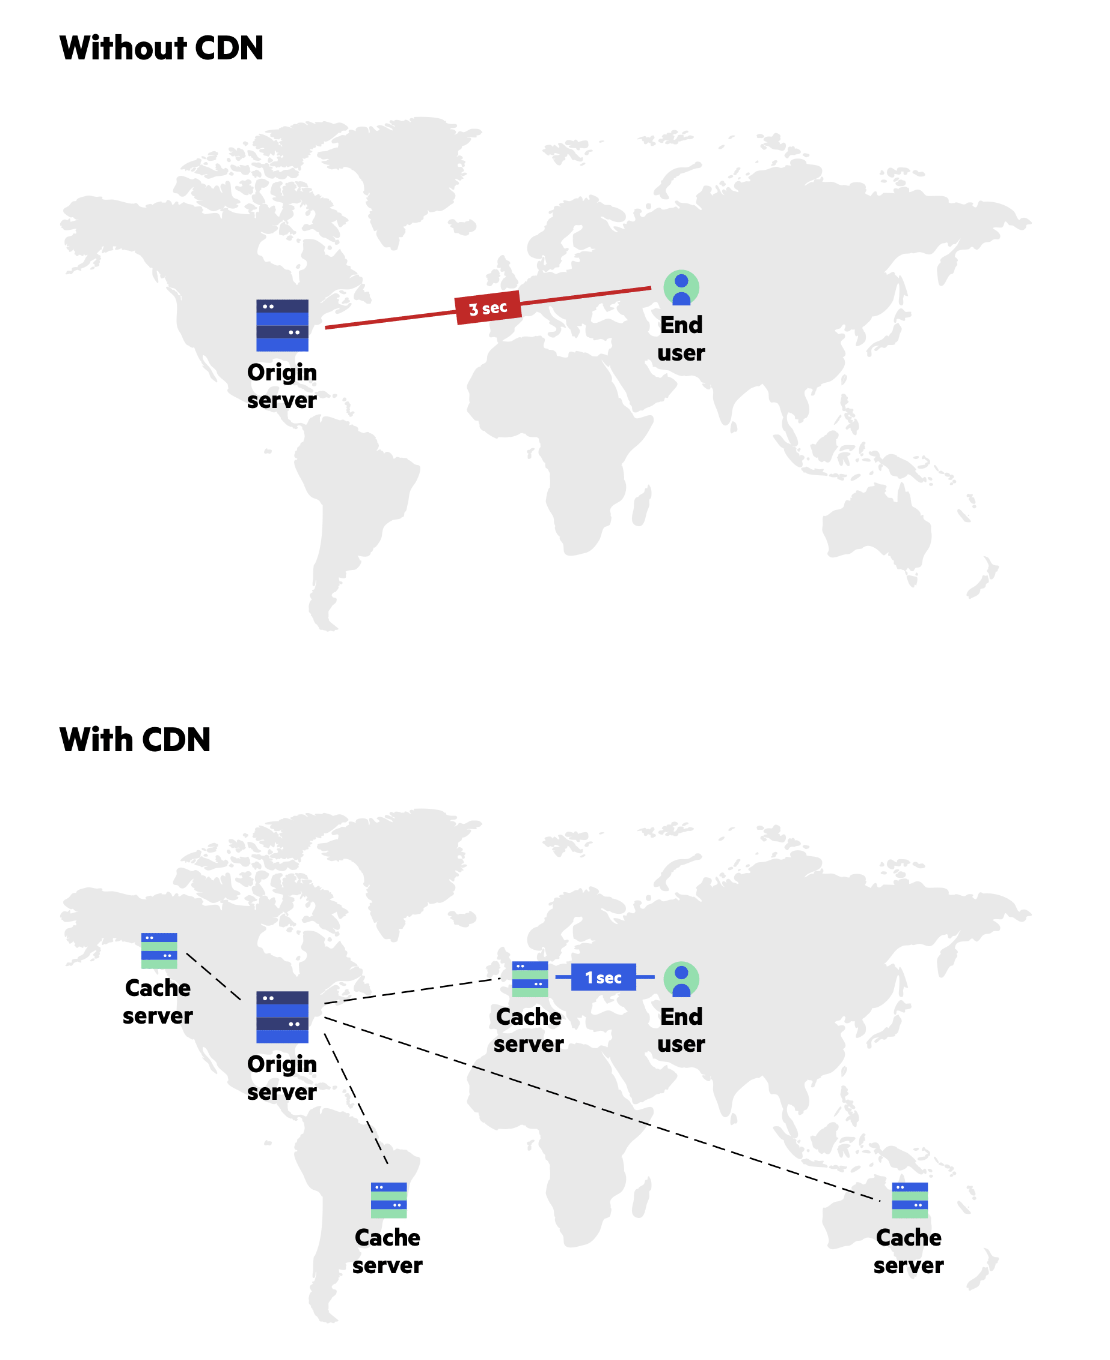 Without CDN
3 sec
End
user
Origin
server
With CDN
Cache
server
Origin
server
Cache
server
1 sec
End
user
Cache
server
Cache
server